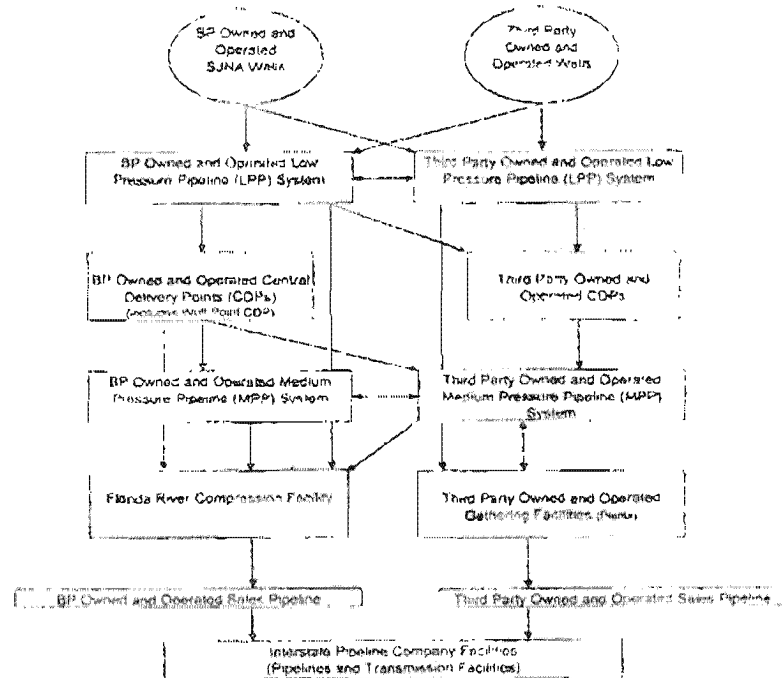 BP Owned and
Operated
SJNA Wells
Third Party
Owned and
Operated Wells
BP Owned and Operated Low
Pressure Pipeline (LPP) System
Third Party Owned and Operated Low
Pressure Pipeline (LPP) System
BP Owned and Operated Central
Delivery Points (CDPs)
(includes Wolf Point CDP)
Third Party Owned and
Operated CDPs
BP Owned and Operated Medium
Pressure Pipeline (MPP) System
Third Party Owned and Operated
Medium Pressure Pipeline (MPP)
System
Florida River Compression Facility
Third Party Owned and Operated
Gathering Facilities
BP Owned and Operated Sales Pipeline
Third Party Owned and Operated Sales Pipeline
Interstate Pipeline Company Facilities
(Pipelines and Transmission Facilities)